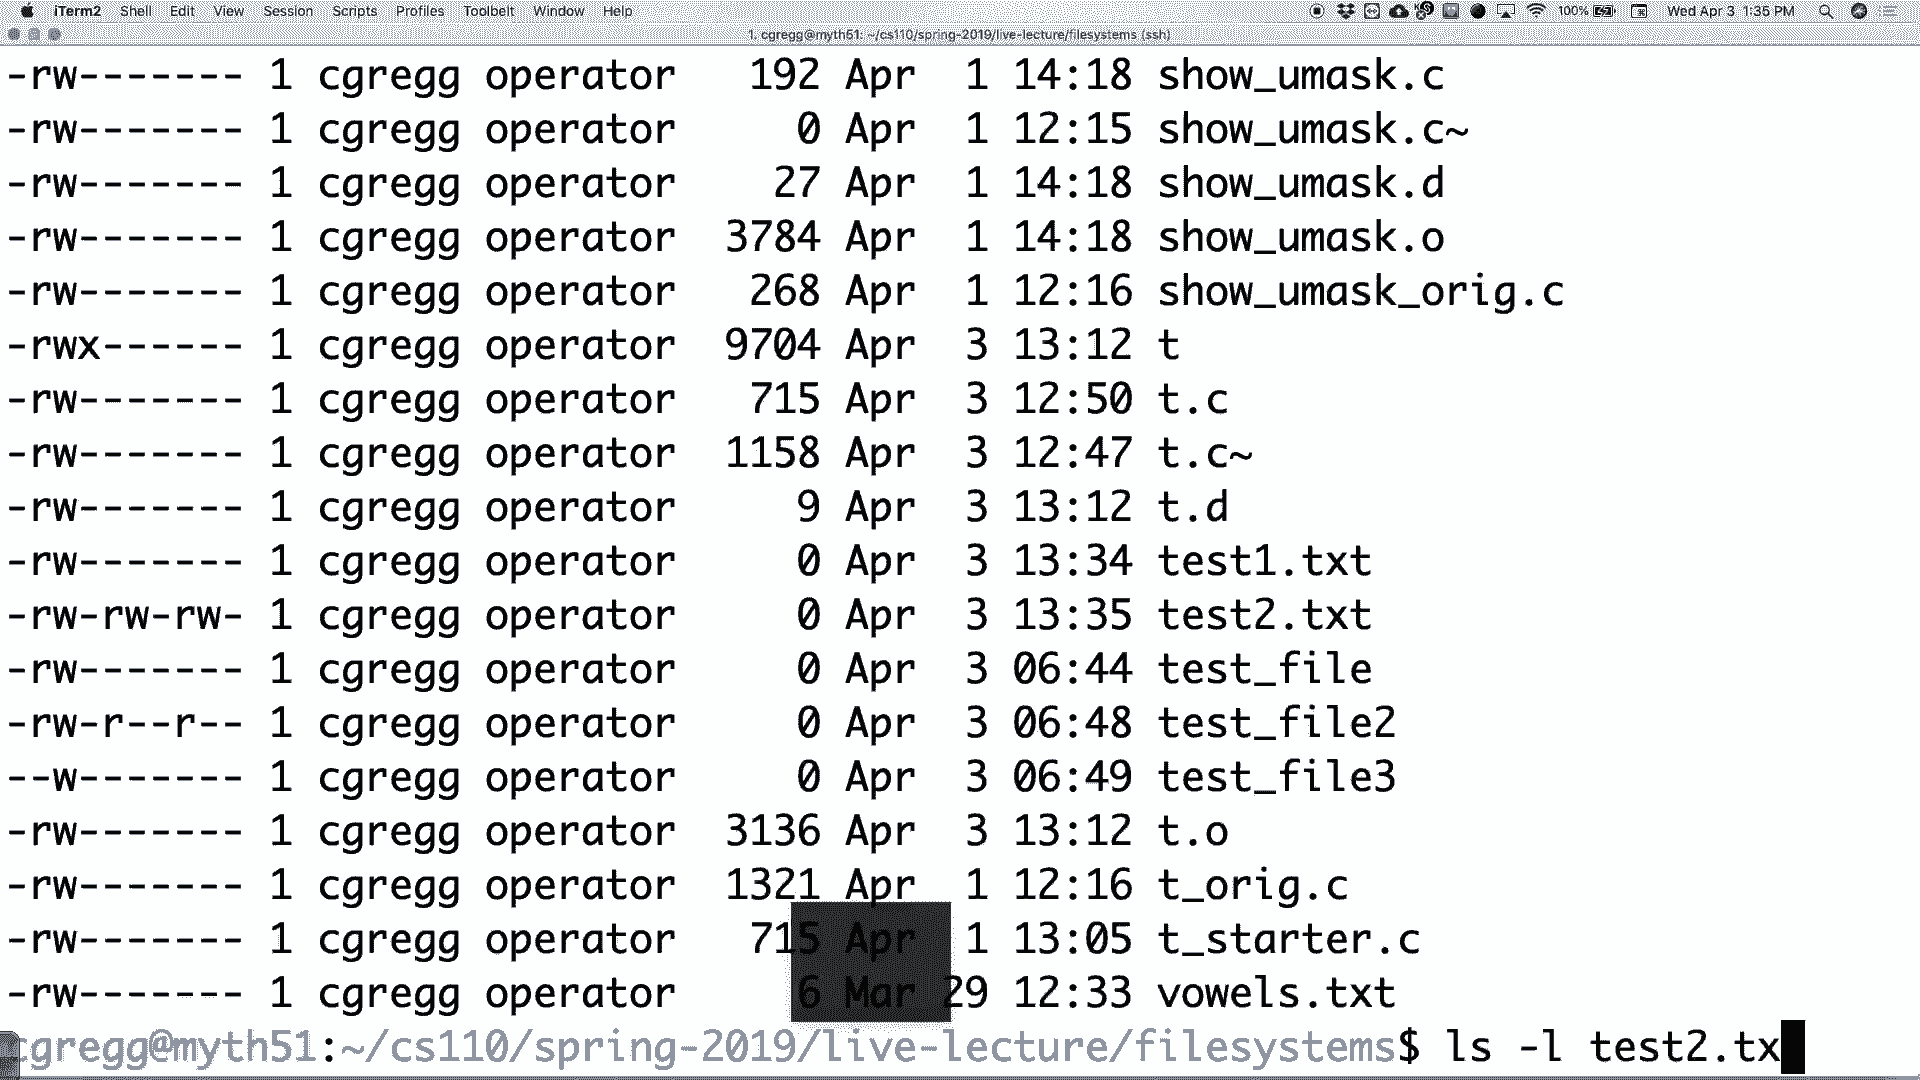 iTerm2 Shell Edit View Session Scripts Profiles Toolbelt Window Help 100% Wed Apr 3 1:35 PM
1. cgregg@myth51: ~/cs110/spring-2019/live-lecture/filesystems (ssh)
-rw------- 1 cgregg operator 192 Apr 1 14:18 show_umask.c
-rw------- 1 cgregg operator 0 Apr 1 12:15 show_umask.c~
-rw------- 1 cgregg operator 27 Apr 1 14:18 show_umask.d
-rw------- 1 cgregg operator 3784 Apr 1 14:18 show_umask.o
-rw------- 1 cgregg operator 268 Apr 1 12:16 show_umask_orig.c
-rwx------ 1 cgregg operator 9704 Apr 3 13:12 t
-rw------- 1 cgregg operator 715 Apr 3 12:50 t.c
-rw------- 1 cgregg operator 1158 Apr 3 12:47 t.c~
-rw------- 1 cgregg operator 9 Apr 3 13:12 t.d
-rw------- 1 cgregg operator 0 Apr 3 13:34 test1.txt
-rw-rw-rw- 1 cgregg operator 0 Apr 3 13:35 test2.txt
-rw------- 1 cgregg operator 0 Apr 3 06:44 test_file
-rw-r--r-- 1 cgregg operator 0 Apr 3 06:48 test_file2
--w------- 1 cgregg operator 0 Apr 3 06:49 test_file3
-rw------- 1 cgregg operator 3136 Apr 3 13:12 t.o
-rw------- 1 cgregg operator 1321 Apr 1 12:16 t_orig.c
-rw------- 1 cgregg operator 715 Apr 1 13:05 t_starter.c
-rw------- 1 cgregg operator 6 Mar 29 12:33 vowels.txt
cgregg@myth51:~/cs110/spring-2019/live-lecture/filesystems$ ls -l test2.tx